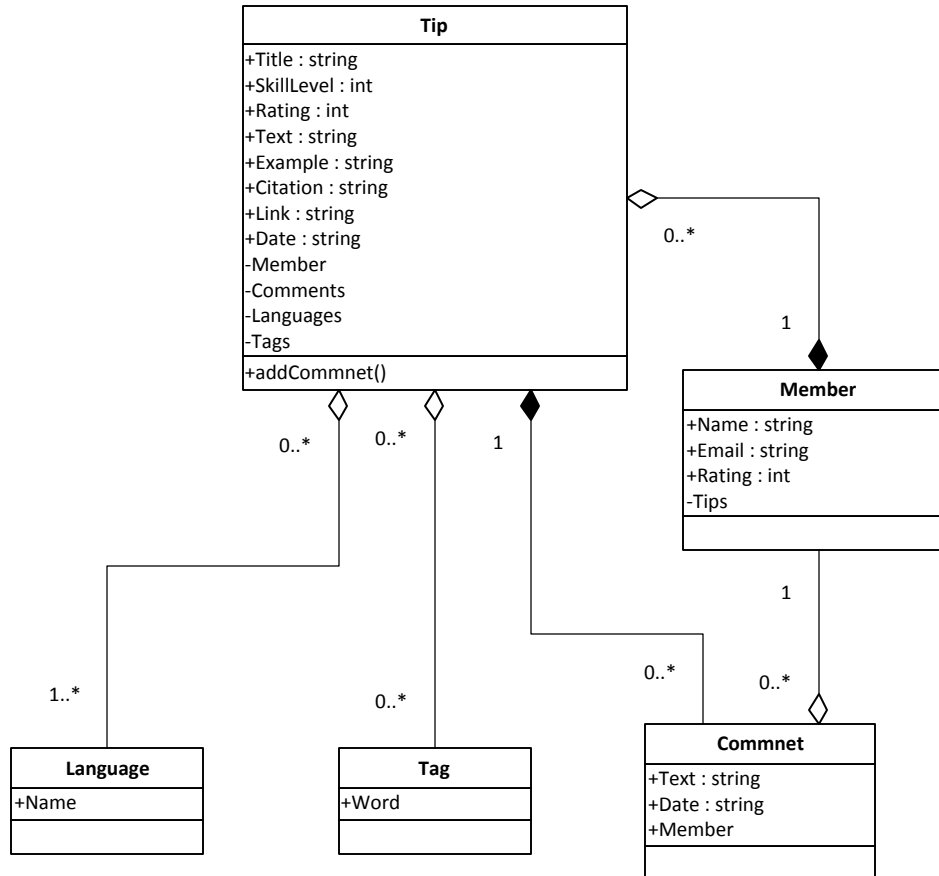 Tip
+Title : string
+SkillLevel : int
+Rating : int
+Text : string
+Example : string
+Citation : string
+Link : string
+Date : string
-Member
-Comments
-Languages
-Tags
+addCommnet()
0..*
1
Member
+Name : string
+Email : string
+Rating : int
-Tips
0..*
0..*
1
1
1..*
0..*
0..*
0..*
Language
+Name
Tag
+Word
Commnet
+Text : string
+Date : string
+Member